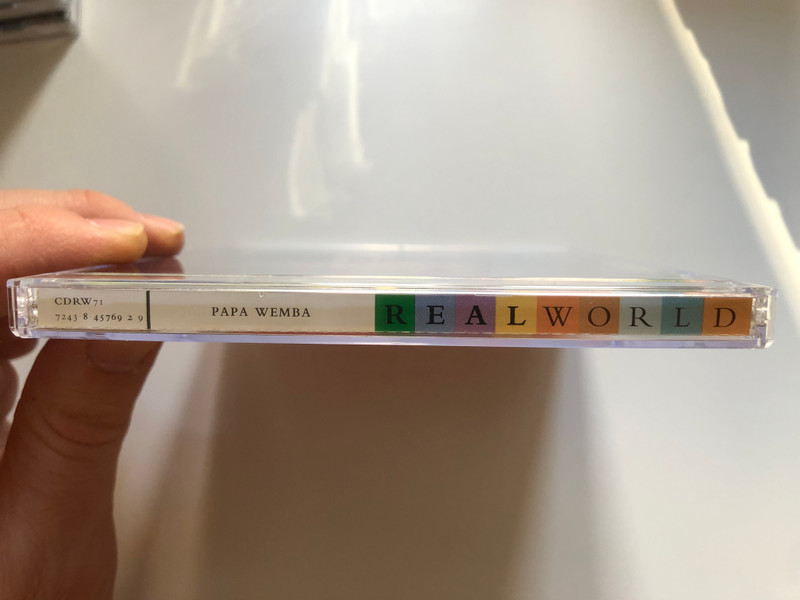 CDRW71
7243 8 45769 2 9
PAPA WEMBA
REALWORLD